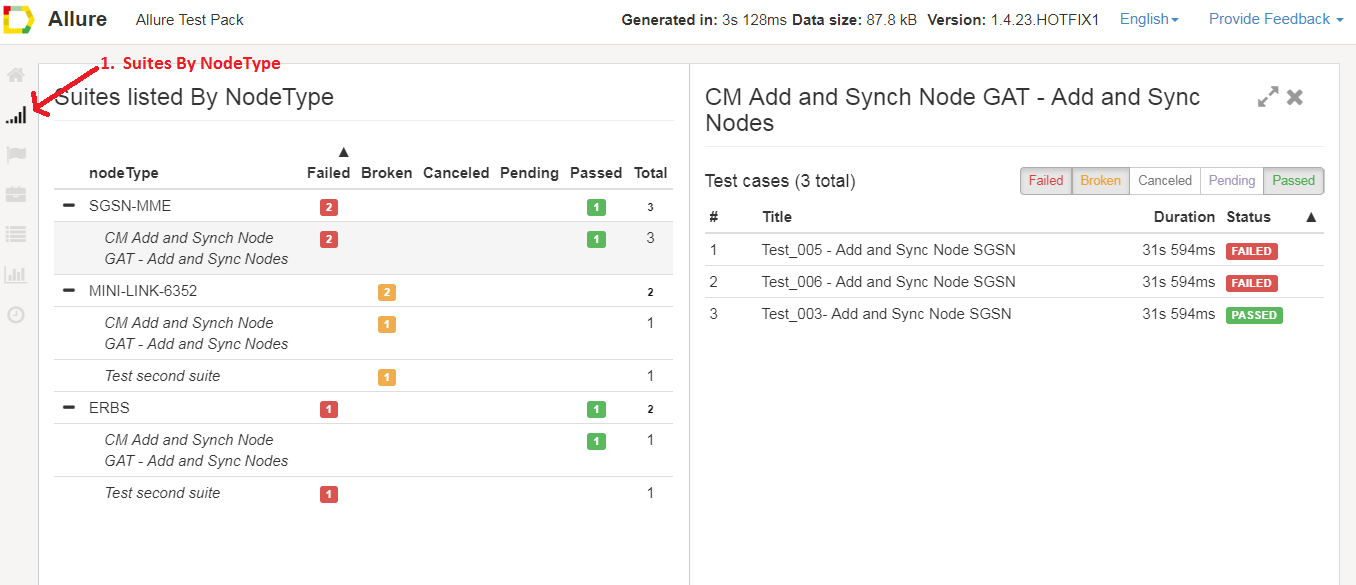 Allure Allure Test Pack Generated in: 3s 128ms Data size: 87.8 kB Version: 1.4.23.HOTFIX1 English Provide Feedback
1. Suites By NodeType
Suites listed By NodeType
nodeType Failed Broken Canceled Pending Passed Total
SGSN-MME 2 1 3
CM Add and Synch Node 2 1 3
GAT - Add and Sync Nodes
MINI-LINK-6352 2 2
CM Add and Synch Node 1 1
GAT - Add and Sync Nodes
Test second suite 1 1
ERBS 1 1 2
CM Add and Synch Node 1 1
GAT - Add and Sync Nodes
Test second suite 1 1
CM Add and Synch Node GAT - Add and Sync
Nodes
Test cases (3 total) Failed Broken Canceled Pending Passed
# Title Duration Status
1 Test_005 - Add and Sync Node SGSN 31s 594ms FAILED
2 Test_006 - Add and Sync Node SGSN 31s 594ms FAILED
3 Test_003- Add and Sync Node SGSN 31s 594ms PASSED